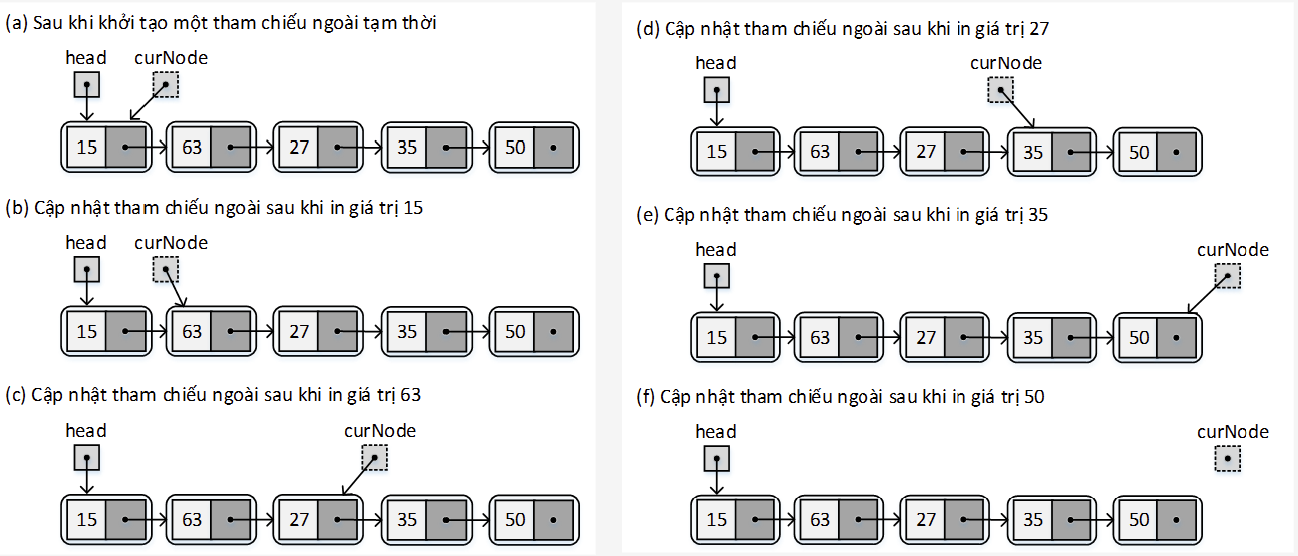 (a) Sau khi khởi tạo một tham chiếu ngoài tạm thời
head curNode
15 63 27 35 50
(b) Cập nhật tham chiếu ngoài sau khi in giá trị 15
head curNode
15 63 27 35 50
(c) Cập nhật tham chiếu ngoài sau khi in giá trị 63
head curNode
15 63 27 35 50
(d) Cập nhật tham chiếu ngoài sau khi in giá trị 27
head curNode
15 63 27 35 50
(e) Cập nhật tham chiếu ngoài sau khi in giá trị 35
head curNode
15 63 27 35 50
(f) Cập nhật tham chiếu ngoài sau khi in giá trị 50
head curNode
15 63 27 35 50